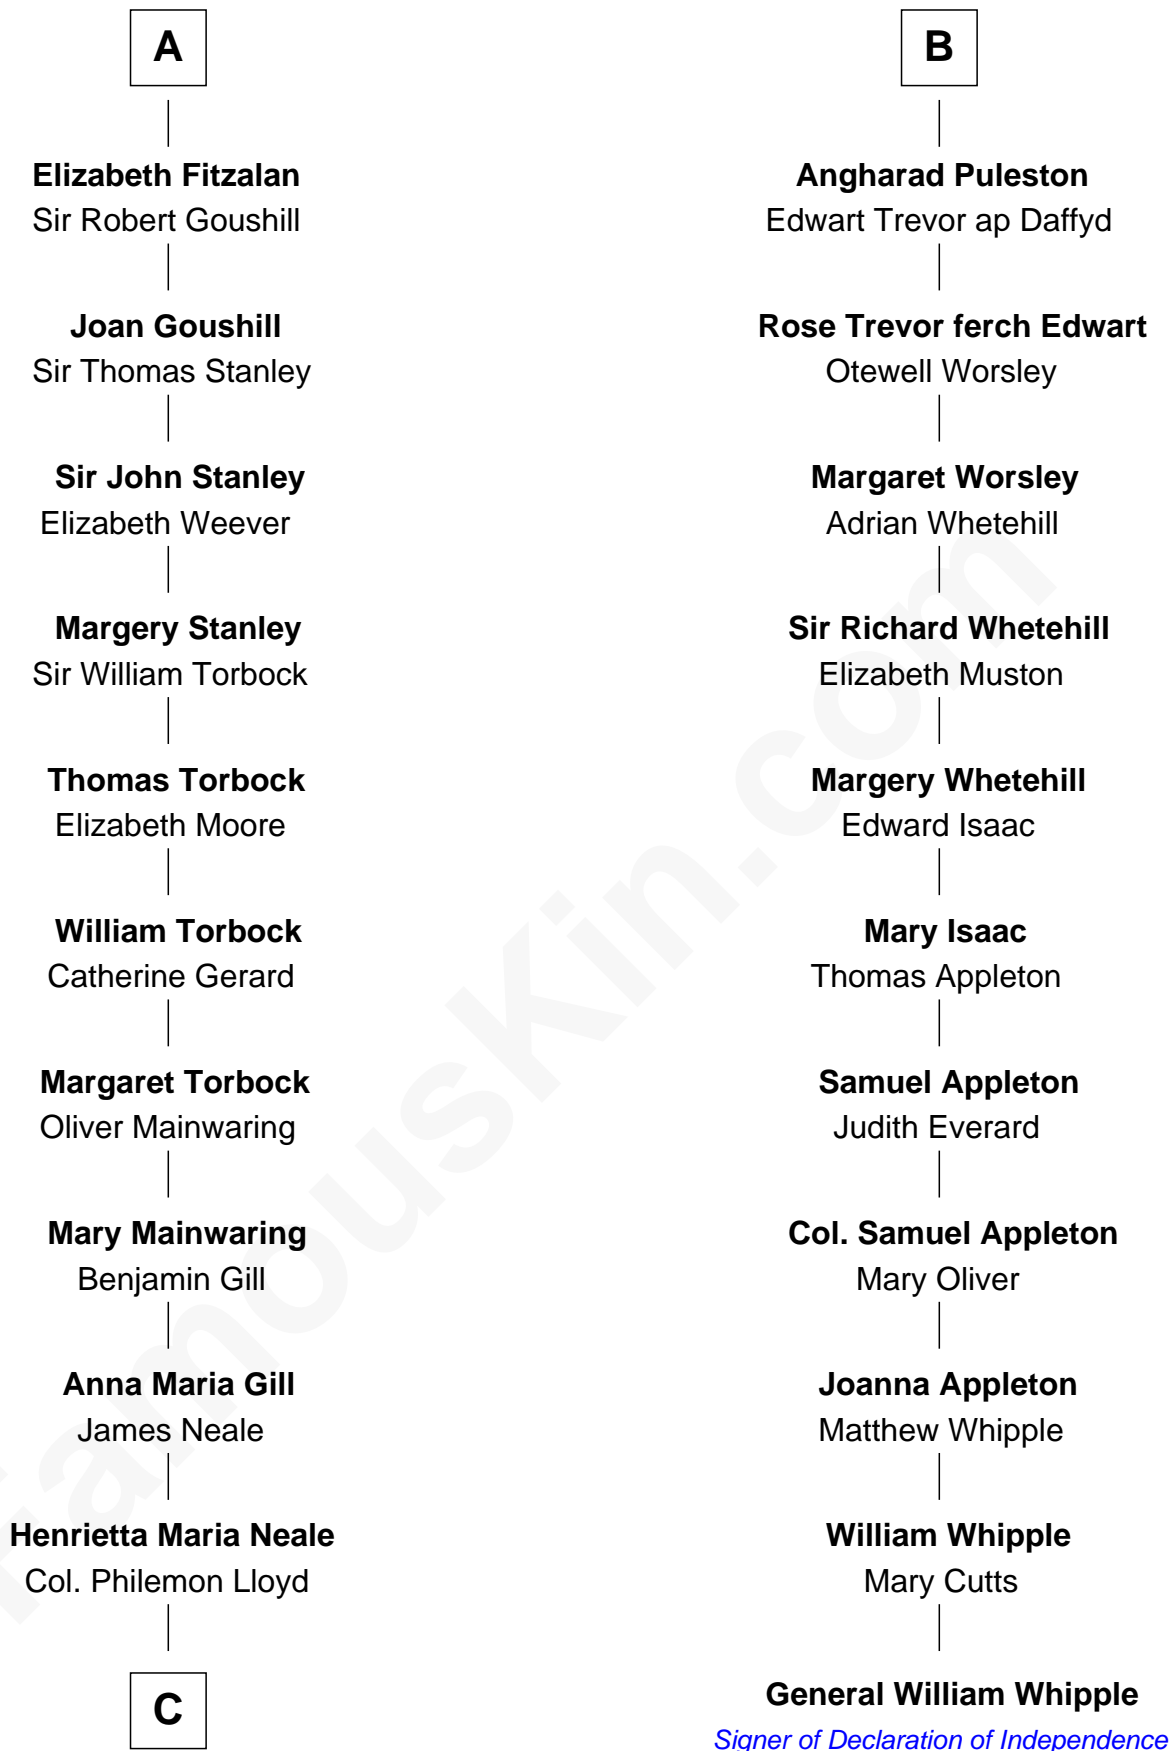 A
Elizabeth Fitzalan
Sir Robert Goushill
Joan Goushill
Sir Thomas Stanley
Sir John Stanley
Elizabeth Weever
Margery Stanley
Sir William Torbock
Thomas Torbock
Elizabeth Moore
William Torbock
Catherine Gerard
Margaret Torbock
Oliver Mainwaring
Mary Mainwaring
Benjamin Gill
Anna Maria Gill
James Neale
Henrietta Maria Neale
Col. Philemon Lloyd
C
B
Angharad Puleston
Edwart Trevor ap Daffyd
Rose Trevor ferch Edwart
Otewell Worsley
Margaret Worsley
Adrian Whetehill
Sir Richard Whetehill
Elizabeth Muston
Margery Whetehill
Edward Isaac
Mary Isaac
Thomas Appleton
Samuel Appleton
Judith Everard
Col. Samuel Appleton
Mary Oliver
Joanna Appleton
Matthew Whipple
William Whipple
Mary Cutts
General William Whipple
Signer of Declaration of Independence
FamousKin.com